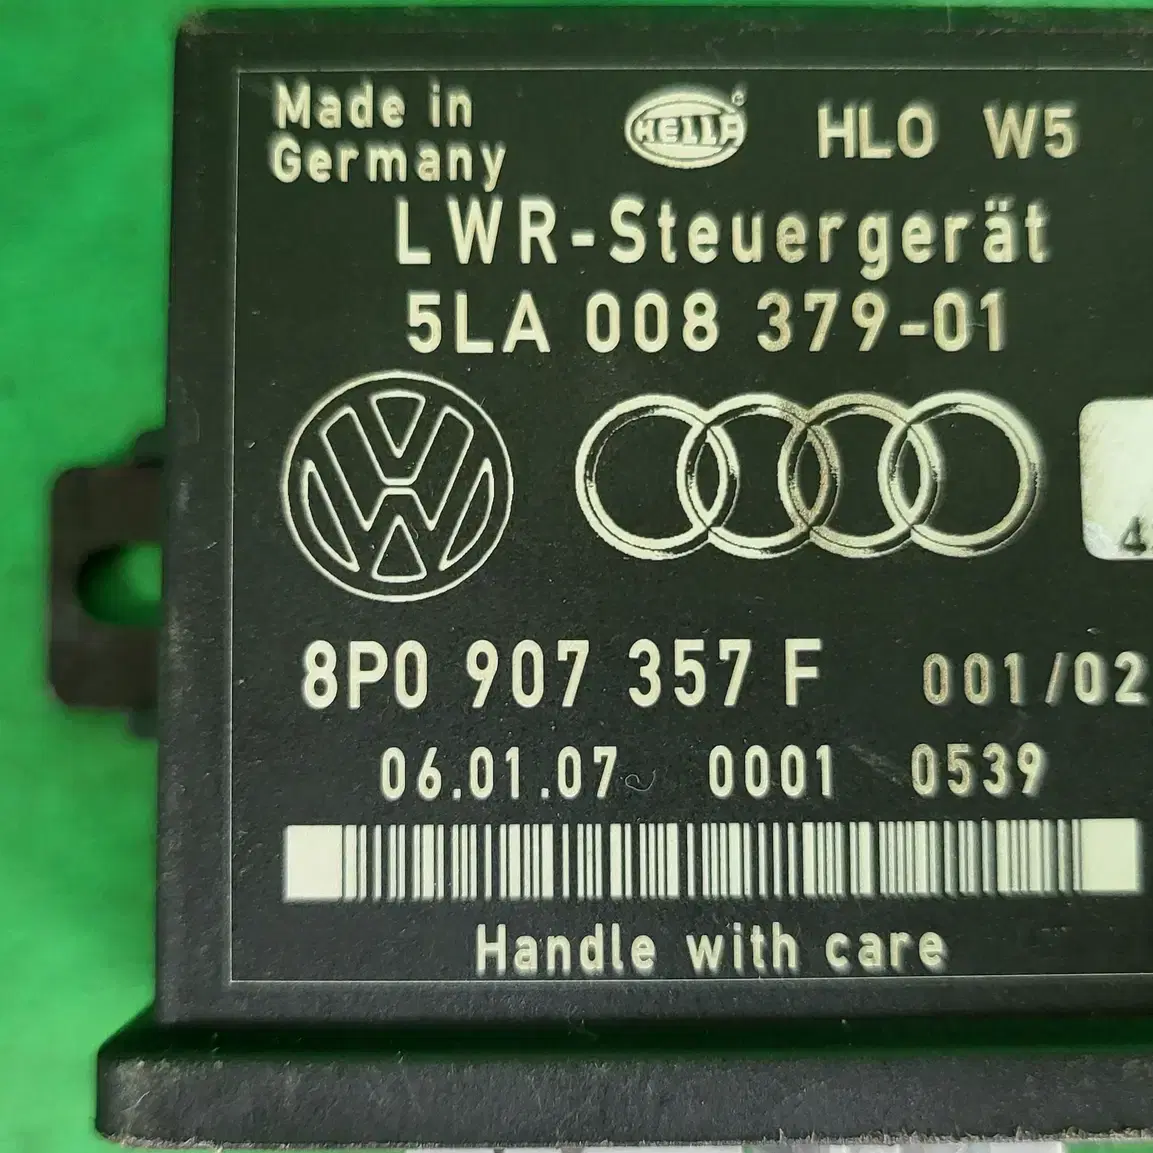 Made in
Germany
HELLA
HLO W5
LWR-Steuergerät
5LA 008 379-01
4
8P0 907 357 F 001/02
06.01.07 0001 0539
Handle with care